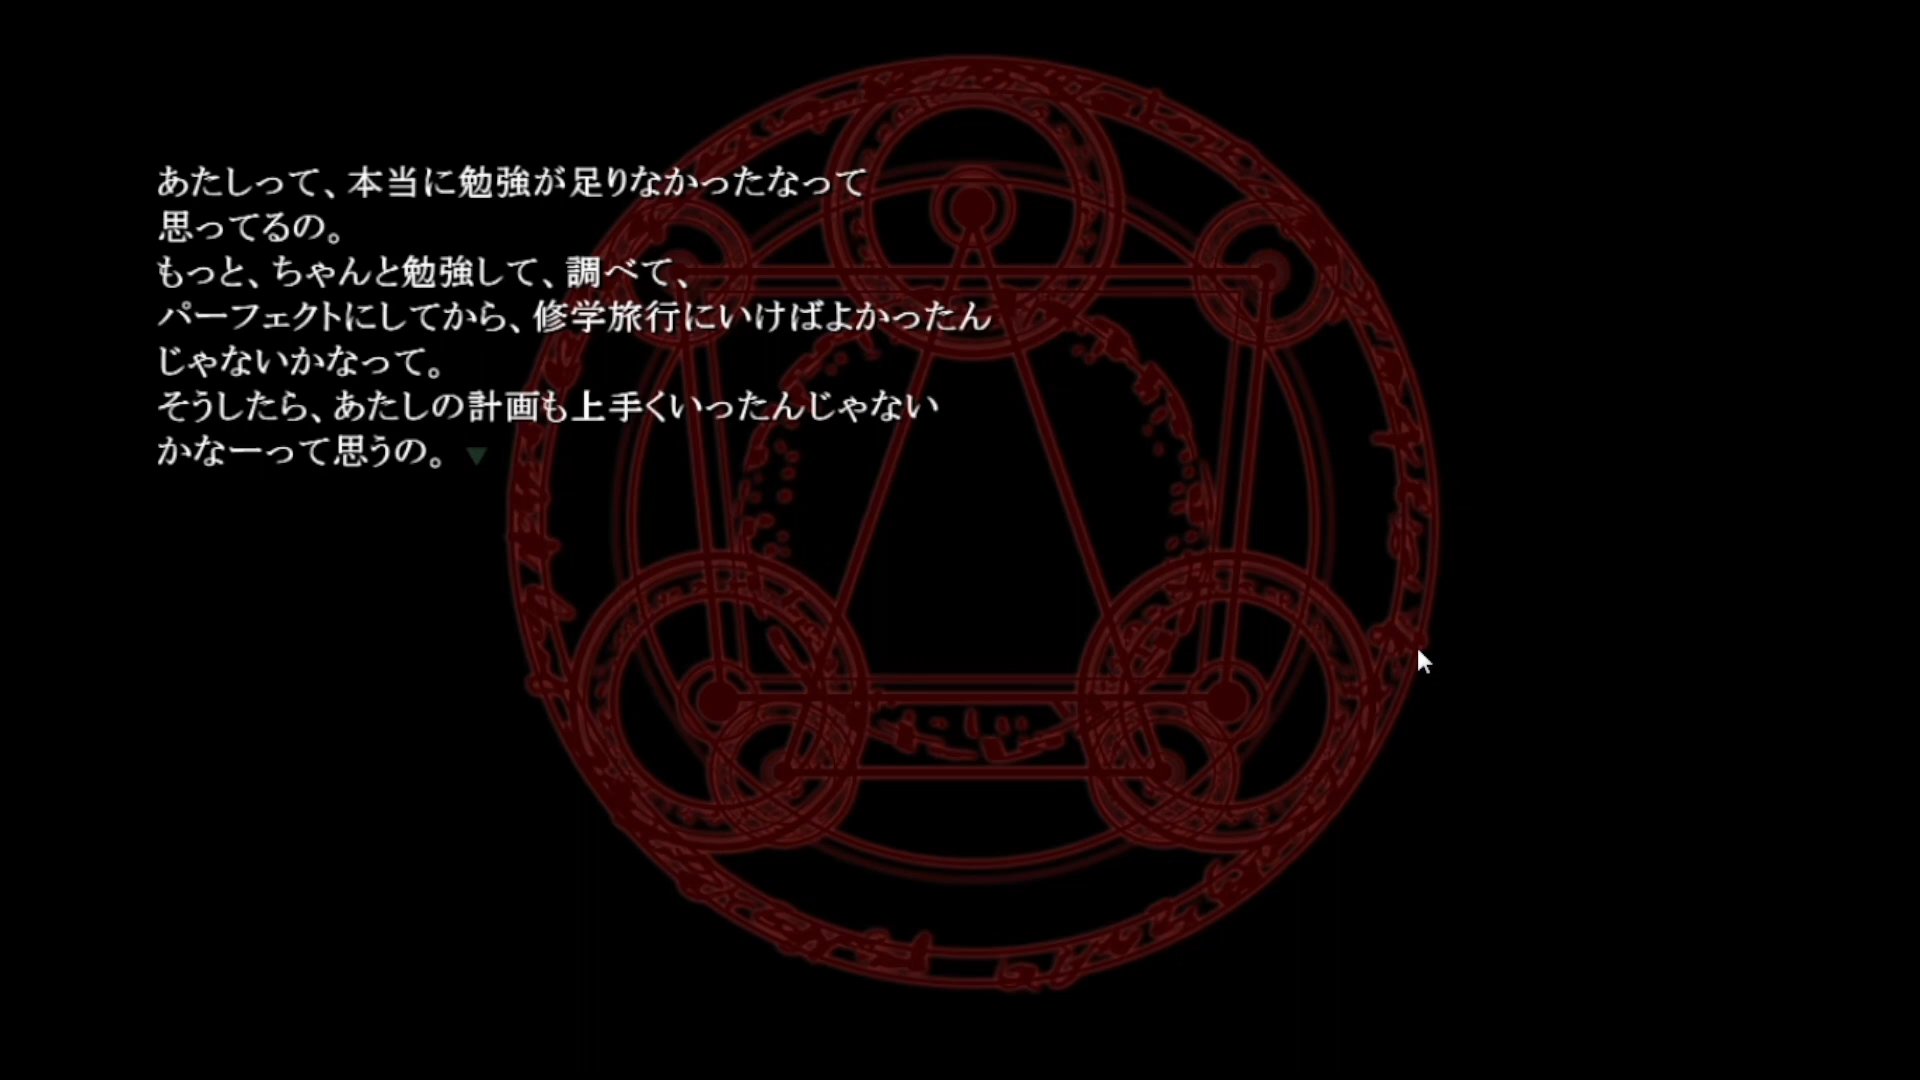 あたしって、本当に勉強が足りなかったなって
思ってるの。
もっと、ちゃんと勉強して、調べて、
パーフェクトにしてから、修学旅行にいけばよかったん
じゃないかなって。
そうしたら、あたしの計画も上手くいったんじゃない
かなーって思うの。